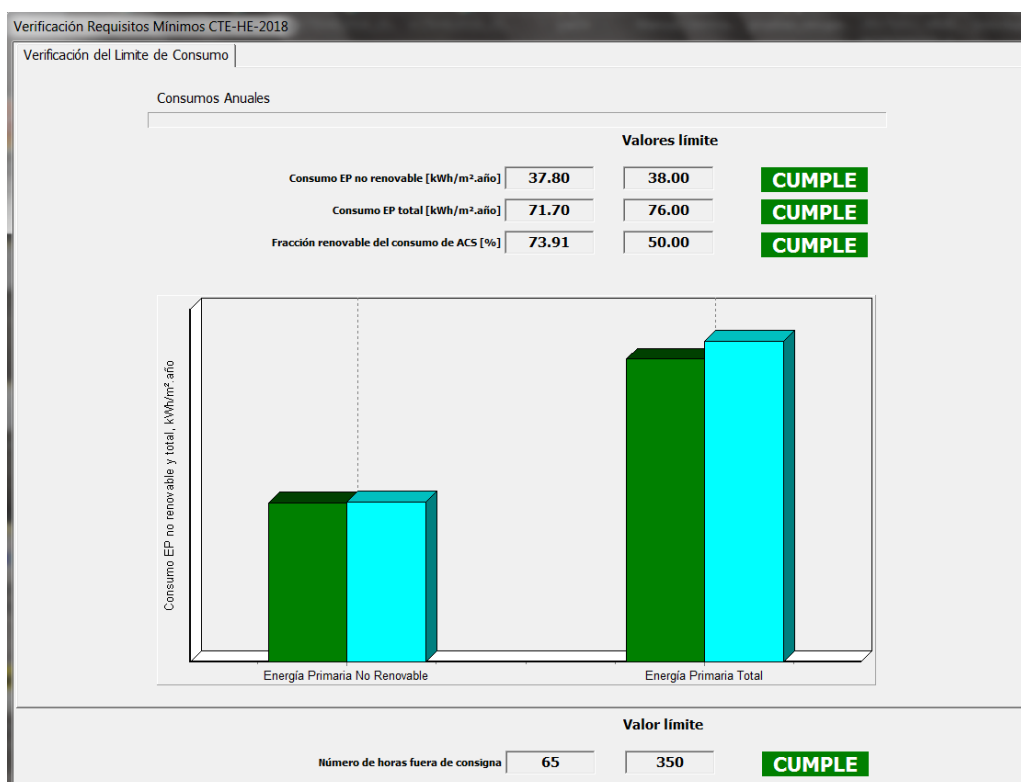 Verificación Requisitos Mínimos CTE-HE-2018
Verificación del Limite de Consumo
Consumos Anuales
Valores límite
Consumo EP no renovable [kWh/m².año] 37.80 38.00 CUMPLE
Consumo EP total [kWh/m².año] 71.70 76.00 CUMPLE
Fracción renovable del consumo de ACS [%] 73.91 50.00 CUMPLE
Consumo EP no renovable y total, kWh/m².año
Energía Primaria No Renovable Energía Primaria Total
Valor límite
Número de horas fuera de consigna 65 350 CUMPLE